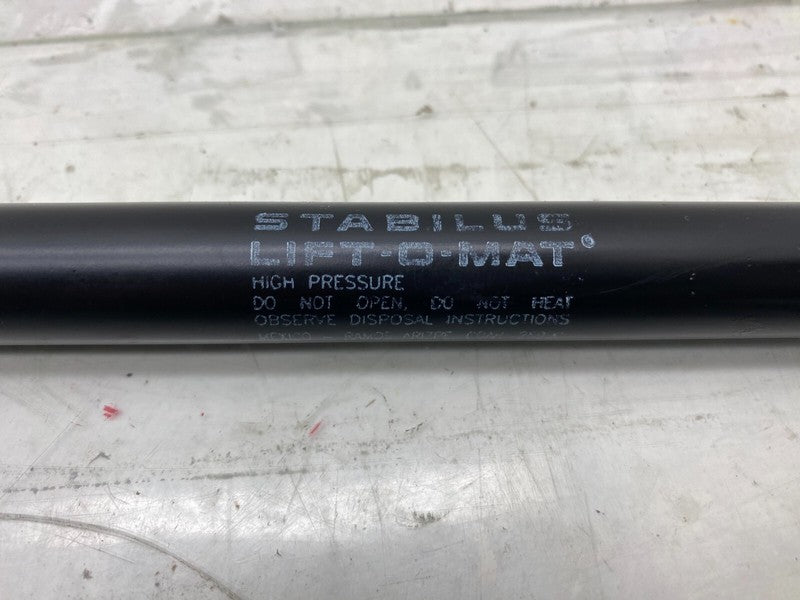 STABILUS
LIFT-O-MAT®
HIGH PRESSURE
DO NOT OPEN, DO NOT HEAT
OBSERVE DISPOSAL INSTRUCTIONS